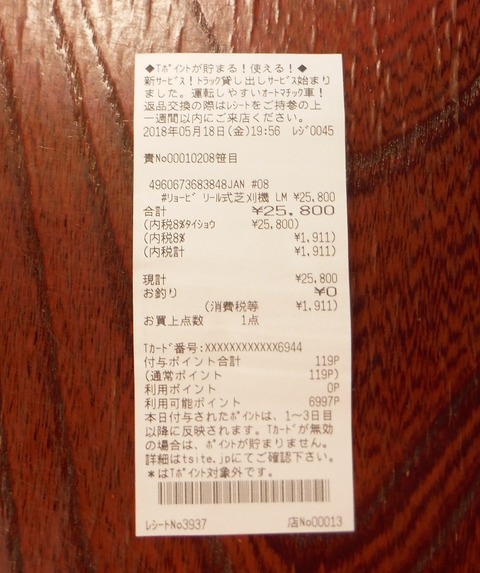 ◆Tﾎﾟｲﾝﾄが貯まる!使える!◆
新ｻｰﾋﾞｽ!ﾄﾗｯｸ貸し出しｻｰﾋﾞｽ始まり
ました。運転しやすいｵｰﾄﾏﾁｯｸ車!
返品交換の際はﾚｼｰﾄをご持参の上
一週間以内にご来店ください。
2018年05月18日(金)19:56 ﾚｼﾞ0045
責No00010208笹目
4960673683848JAN #08
#ﾘｮｰﾋﾞ ﾘｰﾙ式芝刈機 LM ¥25,800
合計 ¥25,800
(内税8%ﾀｲｼｮｳ ¥25,800)
(内税8% ¥1,911)
(内税計 ¥1,911)
現計 ¥25,800
お釣り ¥0
(消費税等 ¥1,911)
お買上点数 1点
Tｶｰﾄﾞ番号:XXXXXXXXXXXX6944
付与ポイント合計 119P
(通常ポイント 119P)
利用ポイント 0P
利用可能ポイント 6997P
本日付与されたﾎﾟｲﾝﾄは、1～3日目
以降に反映されます。Tｶｰﾄﾞが無効
の場合は、ﾎﾟｲﾝﾄが貯まりません。
詳細はtsite.jpにてご確認下さい。
*はTﾎﾟｲﾝﾄ対象外です。
ﾚｼｰﾄNo3937 店No00013